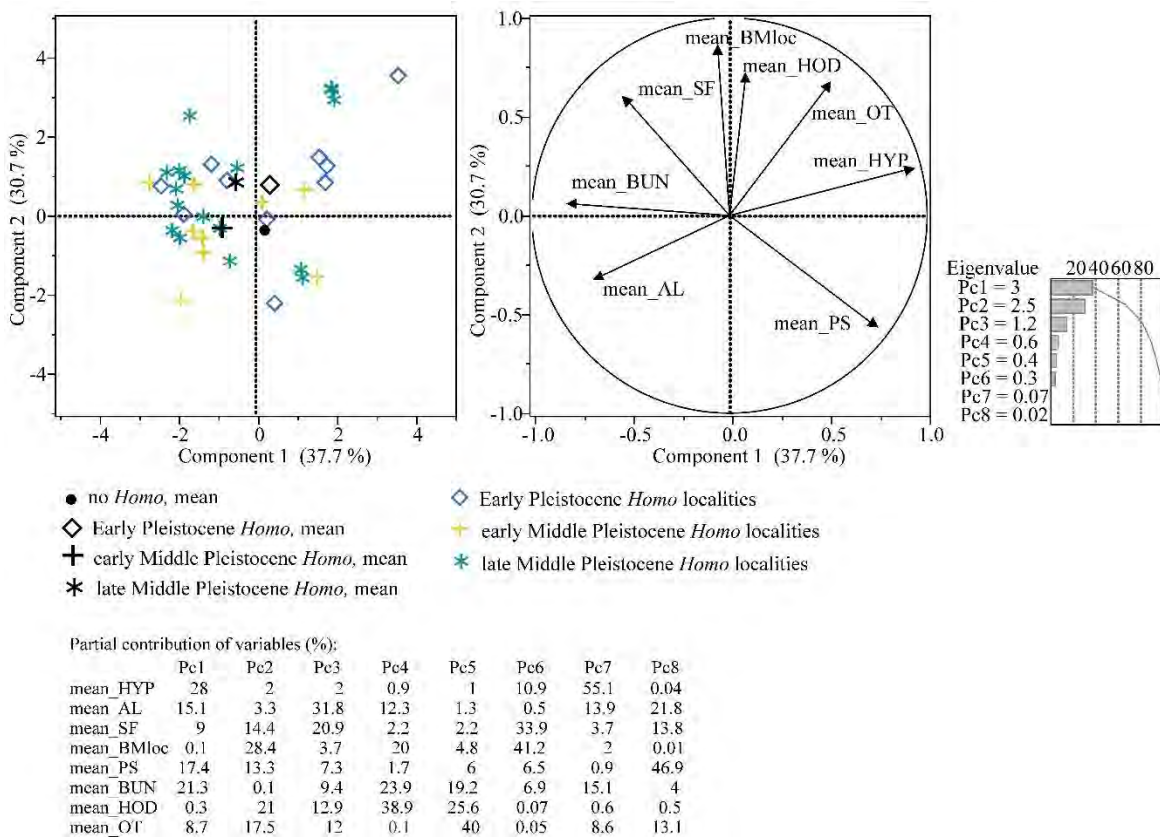 4
2
0
-2
-4
Component 2 (30.7 %)
-4
-2
0
2
4
Component 1 (37.7 %)
1.0
0.5
0.0
-0.5
-1.0
Component 2 (30.7 %)
mean_BMloc
mean_HOD
mean_SF
mean_OT
mean_HYP
mean_BUN
mean_AL
mean_PS
-1.0
-0.5
0.0
0.5
1.0
Component 1 (37.7 %)
Eigenvalue 20 40 60 80
Pc1 = 3
Pc2 = 2.5
Pc3 = 1.2
Pc4 = 0.6
Pc5 = 0.4
Pc6 = 0.3
Pc7 = 0.07
Pc8 = 0.02
no Homo, mean
Early Pleistocene Homo, mean
early Middle Pleistocene Homo, mean
late Middle Pleistocene Homo, mean
Early Pleistocene Homo localities
early Middle Pleistocene Homo localities
late Middle Pleistocene Homo localities
Partial contribution of variables (%):
Pc1 Pc2 Pc3 Pc4 Pc5 Pc6 Pc7 Pc8
mean_HYP 28 2 2 0.9 1 10.9 55.1 0.04
mean_AL 15.1 3.3 31.8 12.3 1.3 0.5 13.9 21.8
mean_SF 9 14.4 20.9 2.2 2.2 33.9 3.7 13.8
mean_BMloc 0.1 28.4 3.7 20 4.8 41.2 2 0.01
mean_PS 17.4 13.3 7.3 1.7 6 6.5 0.9 46.9
mean_BUN 21.3 0.1 9.4 23.9 19.2 6.9 15.1 4
mean_HOD 0.3 21 12.9 38.9 25.6 0.07 0.6 0.5
mean_OT 8.7 17.5 12 0.1 40 0.05 8.6 13.1